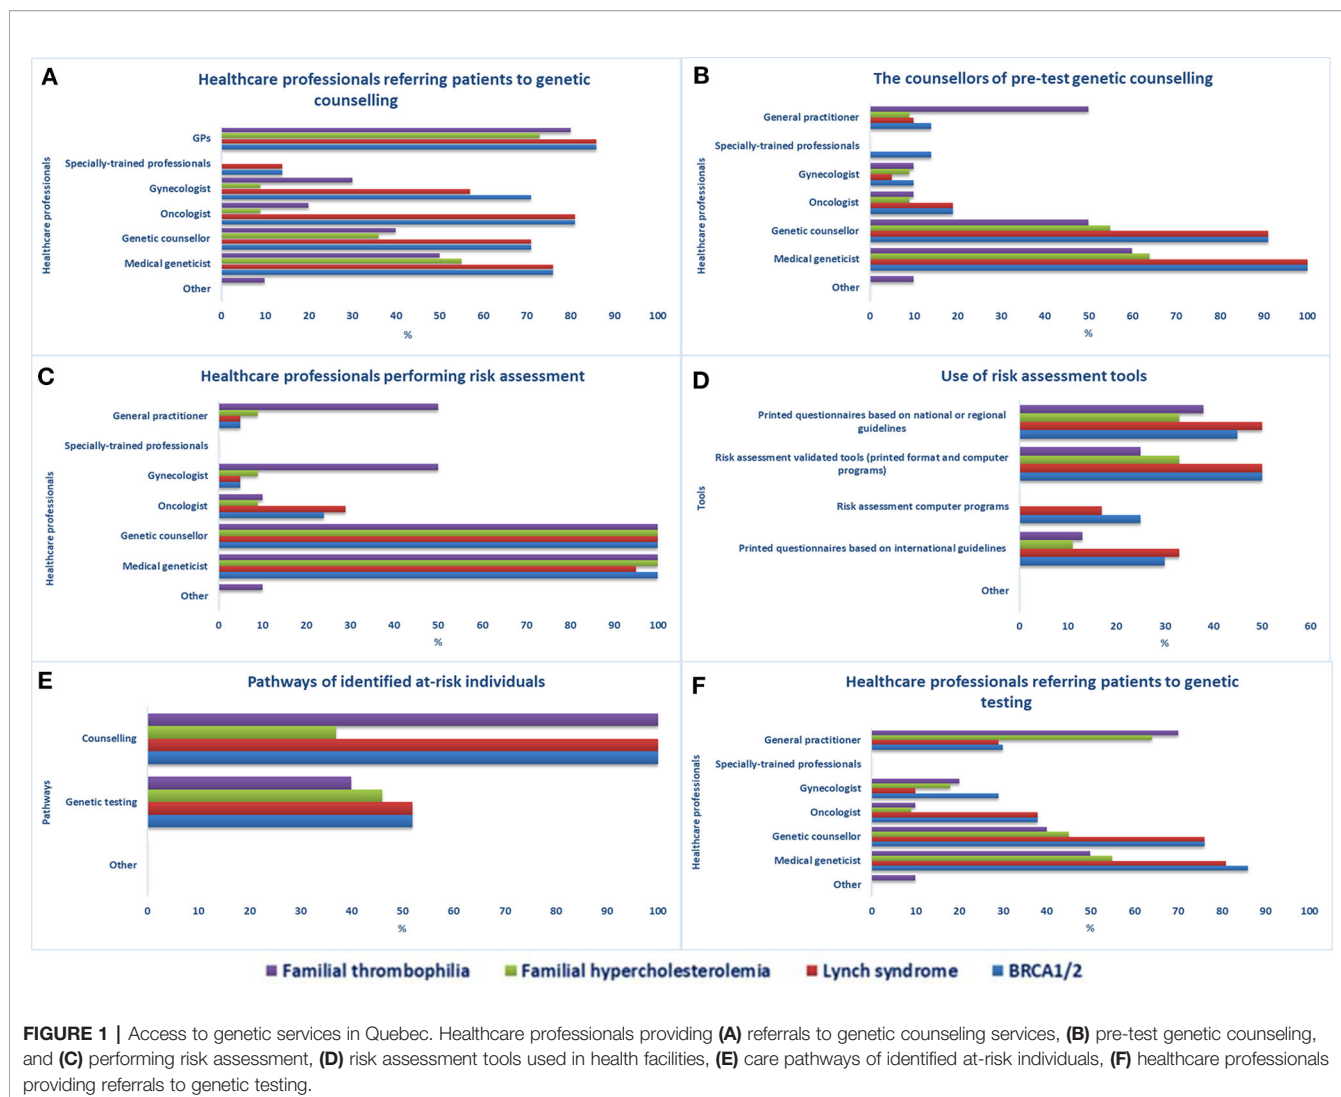 A
Healthcare professionals referring patients to genetic
counselling
Healthcare professionals
GPs
Specially-trained professionals
Gynecologist
Oncologist
Genetic counsellor
Medical geneticist
Other
0 10 20 30 40 50 60 70 80 90 100
%
B
The counsellors of pre-test genetic counselling
Healthcare professionals
General practitioner
Specially-trained professionals
Gynecologist
Oncologist
Genetic counsellor
Medical geneticist
Other
0 10 20 30 40 50 60 70 80 90 100
%
C
Healthcare professionals performing risk assessment
Healthcare professionals
General practitioner
Specially-trained professionals
Gynecologist
Oncologist
Genetic counsellor
Medical geneticist
Other
0 10 20 30 40 50 60 70 80 90 100
%
D
Use of risk assessment tools
Tools
Printed questionnaires based on national or regional
guidelines
Risk assessment validated tools (printed format and computer
programs)
Risk assessment computer programs
Printed questionnaires based on international guidelines
Other
0 10 20 30 40 50 60
%
E
Pathways of identified at-risk individuals
Pathways
Counselling
Genetic testing
Other
0 10 20 30 40 50 60 70 80 90 100
%
F
Healthcare professionals referring patients to genetic
testing
Healthcare professionals
General practitioner
Specially-trained professionals
Gynecologist
Oncologist
Genetic counsellor
Medical geneticist
Other
0 10 20 30 40 50 60 70 80 90 100
%
Familial thrombophilia Familial hypercholesterolemia Lynch syndrome BRCA1/2
FIGURE 1 | Access to genetic services in Quebec. Healthcare professionals providing (A) referrals to genetic counseling services, (B) pre-test genetic counseling,
and (C) performing risk assessment, (D) risk assessment tools used in health facilities, (E) care pathways of identified at-risk individuals, (F) healthcare professionals
providing referrals to genetic testing.